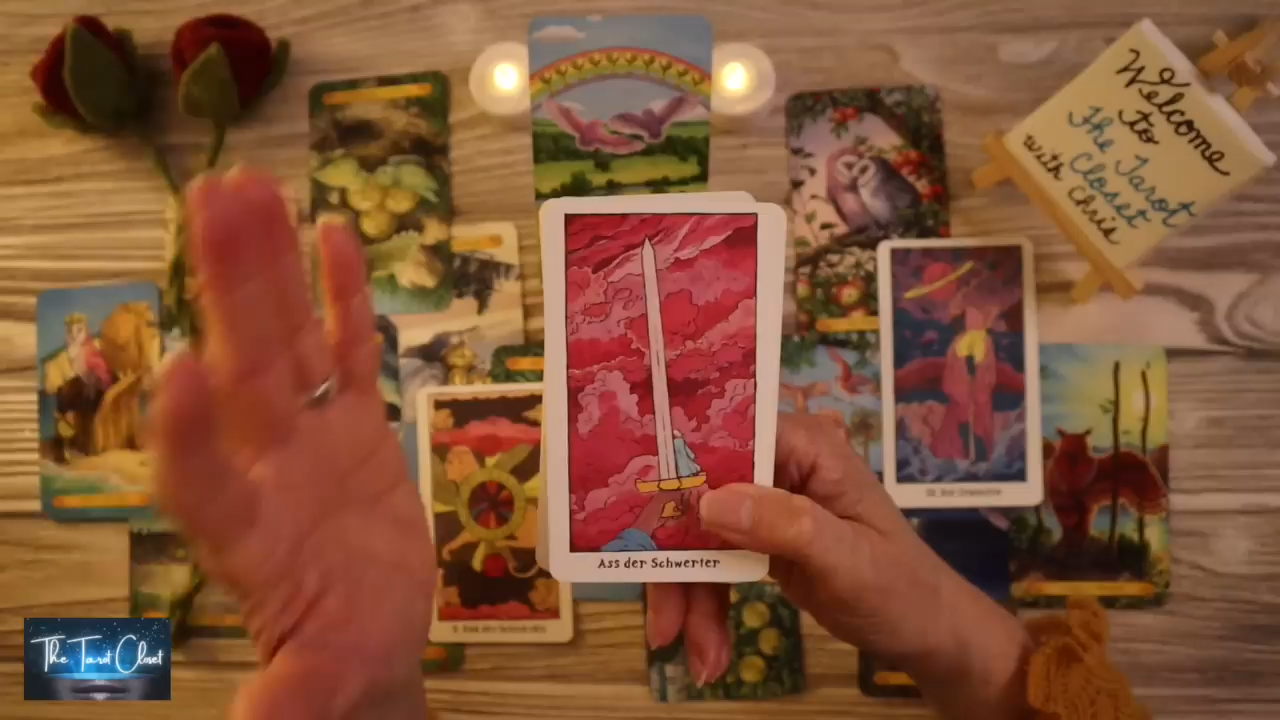 Welcome
to
The Tarot
Closet
with Chris
Ass der Schwerter
The Tarot Closet